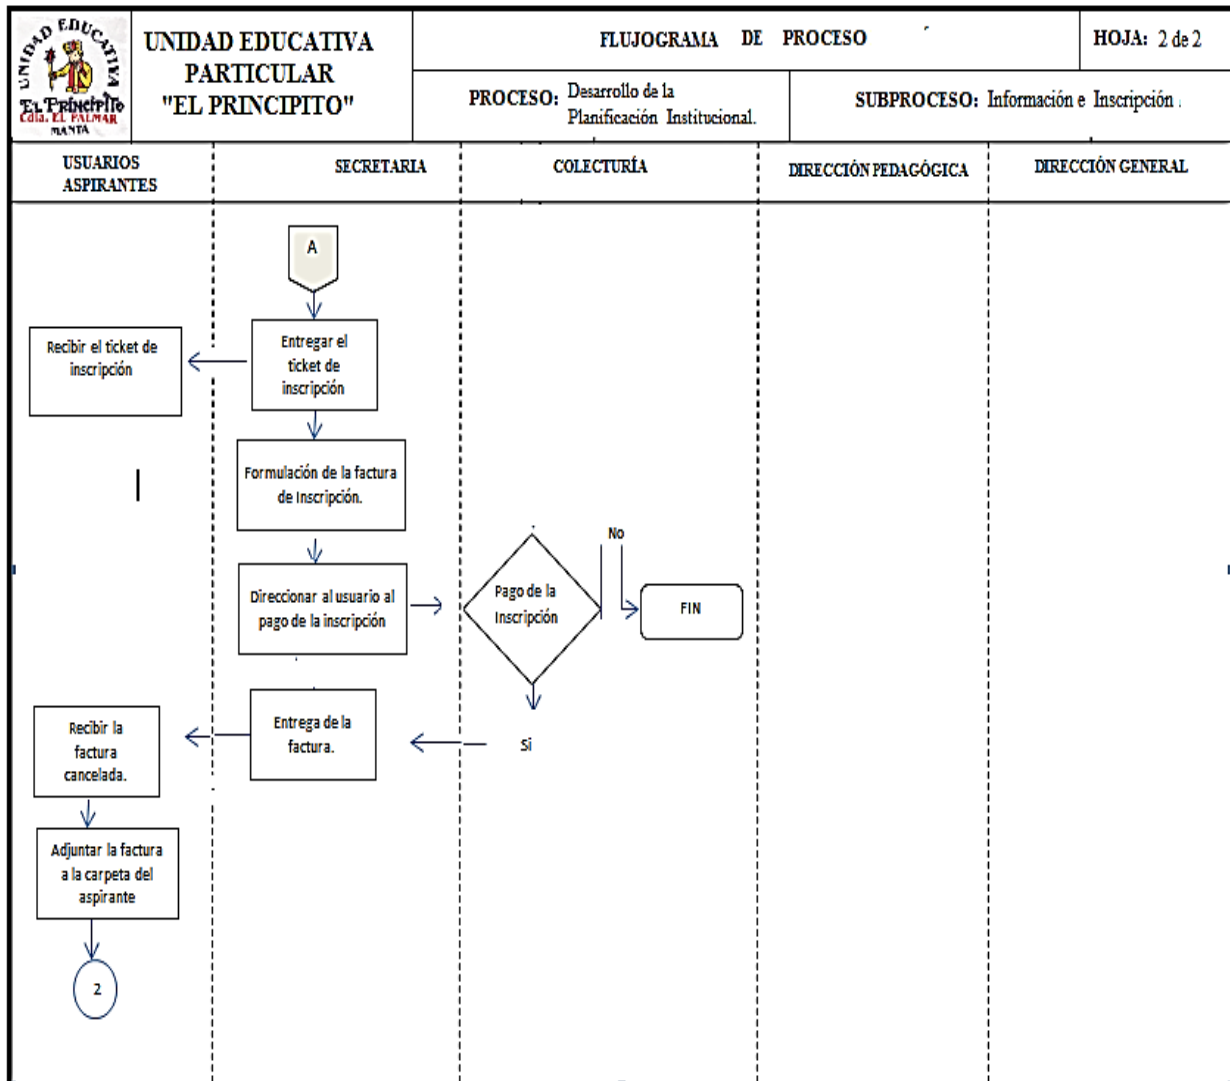 UNIDAD EDUCATIVA
EL PRINCIPITO
Cdla. EL PALMAR
MANTA
UNIDAD EDUCATIVA
PARTICULAR
"EL PRINCIPITO"
FLUJOGRAMA DE PROCESO
HOJA: 2 de 2
PROCESO: Desarrollo de la
Planificación Institucional.
SUBPROCESO: Información e Inscripción .
USUARIOS
ASPIRANTES
SECRETARIA
COLECTURÍA
DIRECCIÓN PEDAGÓGICA
DIRECCIÓN GENERAL
A
Recibir el ticket de
inscripción
Entregar el
ticket de
inscripción
Formulación de la factura
de Inscripción.
Direccionar al usuario al
pago de la inscripción
Pago de la
Inscripción
No
FIN
Si
Entrega de la
factura.
Recibir la
factura
cancelada.
Adjuntar la factura
a la carpeta del
aspirante
2